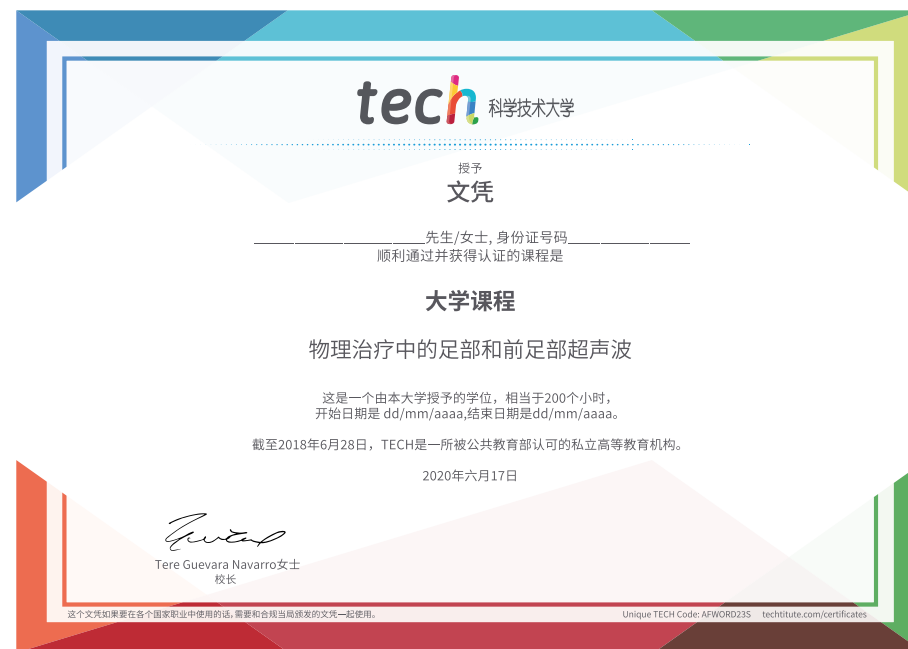 tech 科学技术大学
授予
文凭
先生/女士, 身份证号码
顺利通过并获得认证的课程是
大学课程
物理治疗中的足部和前足部超声波
这是一个由本大学授予的学位，相当于200个小时，
开始日期是 dd/mm/aaaa,结束日期是dd/mm/aaaa。
截至2018年6月28日，TECH是一所被公共教育部认可的私立高等教育机构。
2020年六月17日
Tere Guevara Navarro女士
校长
这个文凭如果要在各个国家职业中使用的话,需要和合规当局颁发的文凭一起使用。
Unique TECH Code: AFWORD23S techtitute.com/certificates